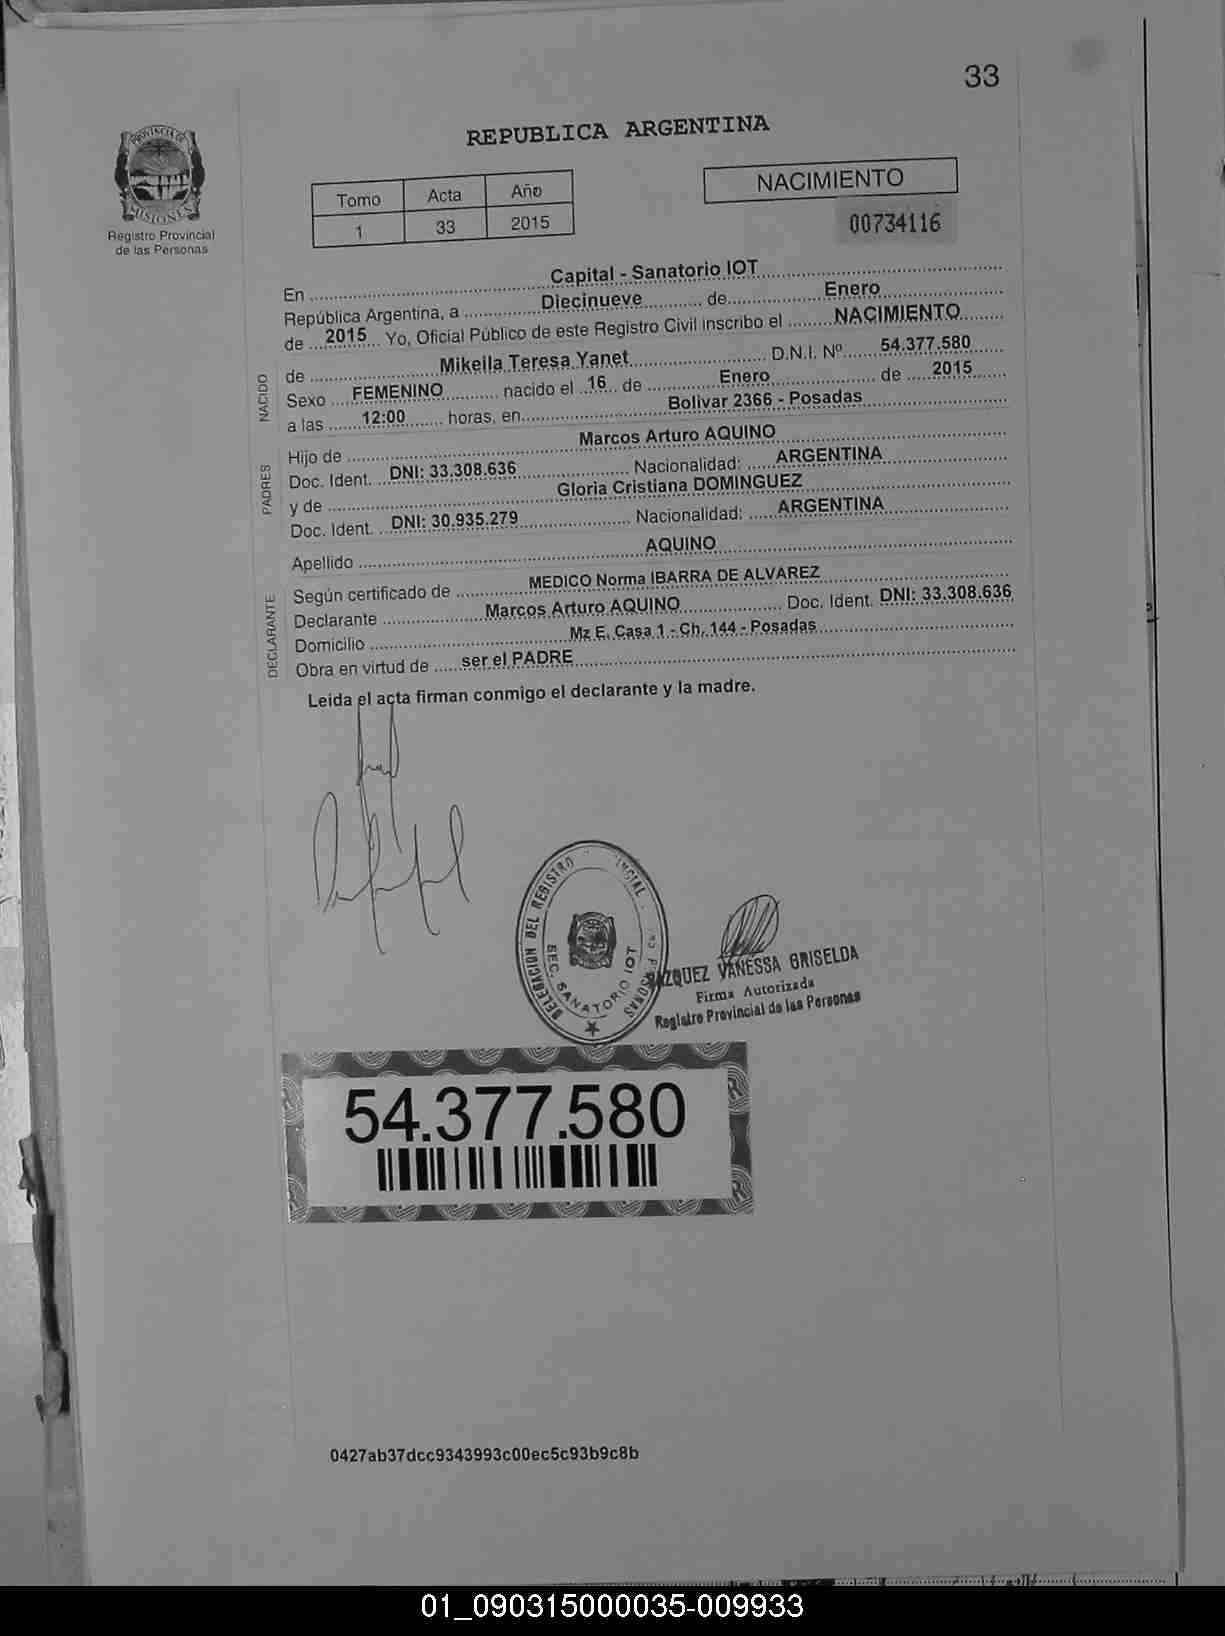 33
REPUBLICA ARGENTINA
PROVINCIA DE
MISIONES
Registro Provincial
de las Personas
Tomo Acta Año
1 33 2015
NACIMIENTO
00734116
En ........ Capital - Sanatorio IOT ........
República Argentina, a ........ Diecinueve ........ de ........ Enero ........
de ... 2015 ... Yo, Oficial Público de este Registro Civil inscribo el ........ NACIMIENTO ........
NACIDO
de ........ Mikeila Teresa Yanet ........ D.N.I. Nº ..... 54.377.580 .....
Sexo .... FEMENINO ........ nacido el .. 16 .. de ........ Enero ........ de ..... 2015 .....
a las ....... 12:00 ....... horas, en ........ Bolivar 2366 - Posadas ........
PADRES
Hijo de ........ Marcos Arturo AQUINO ........
Doc. Ident. ... DNI: 33.308.636 ........ Nacionalidad: ..... ARGENTINA ........
y de ........ Gloria Cristiana DOMINGUEZ ........
Doc. Ident. ... DNI: 30.935.279 ........ Nacionalidad: ..... ARGENTINA ........
Apellido ........ AQUINO ........
DECLARANTE
Según certificado de ........ MEDICO Norma IBARRA DE ALVAREZ ........
Declarante ........ Marcos Arturo AQUINO ........ Doc. Ident. DNI: 33.308.636
Domicilio ........ Mz E. Casa 1 - Ch. 144 - Posadas ........
Obra en virtud de ..... ser el PADRE ........
Leida el acta firman conmigo el declarante y la madre.
DELEGACION DEL REGISTRO
SEC. SANATORIO IOT
VANESSA GRISELDA
Firma Autorizada
Registro Provincial de las Personas
54.377.580
0427ab37dcc9343993c00ec5c93b9c8b
01_090315000035-009933